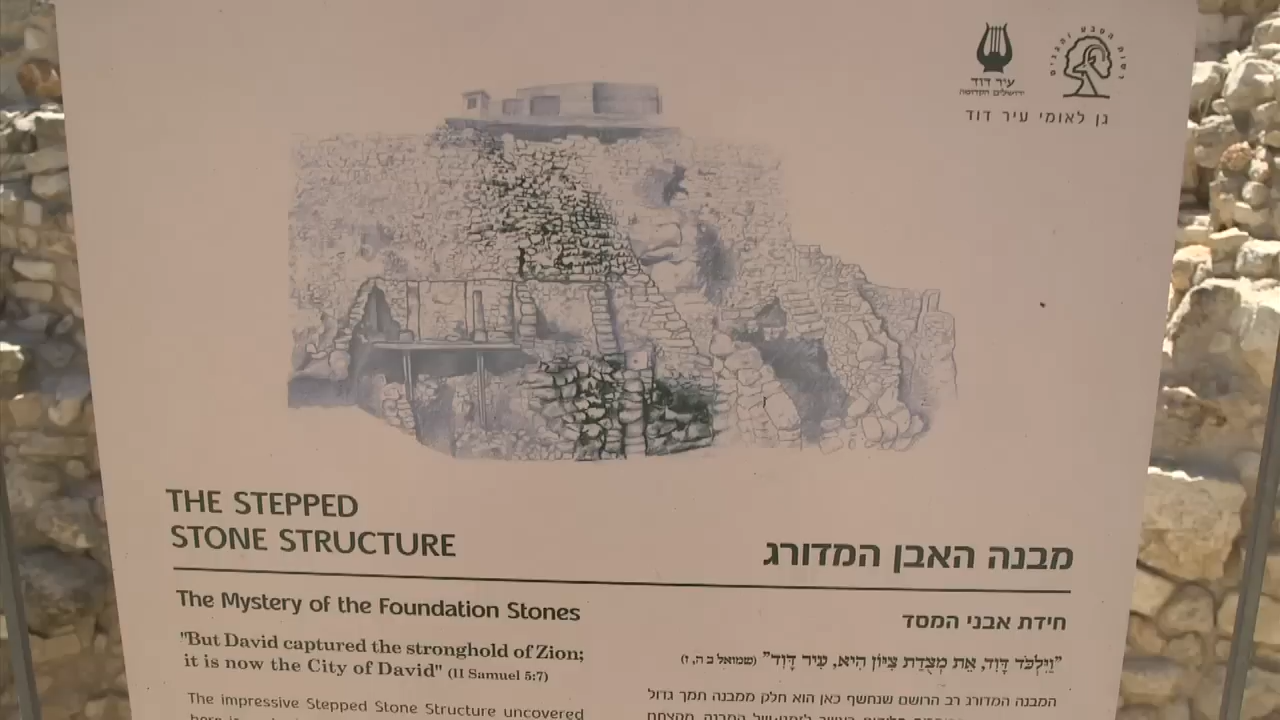 עיר דוד
ירושלים הקדומה
רשות הטבע והגנים
גן לאומי עיר דוד
THE STEPPED
STONE STRUCTURE
מבנה האבן המדורג
The Mystery of the Foundation Stones
"But David captured the stronghold of Zion;
it is now the City of David" (II Samuel 5:7)
The impressive Stepped Stone Structure uncovered
חידת אבני המסד
"וַיִּלְכֹּד דָּוִד, אֵת מְצֻדַת צִיּוֹן הִיא, עִיר דָּוִד" (שמואל ב ה, ז)
המבנה המדורג רב הרושם שנחשף כאן הוא חלק ממבנה תמך גדול